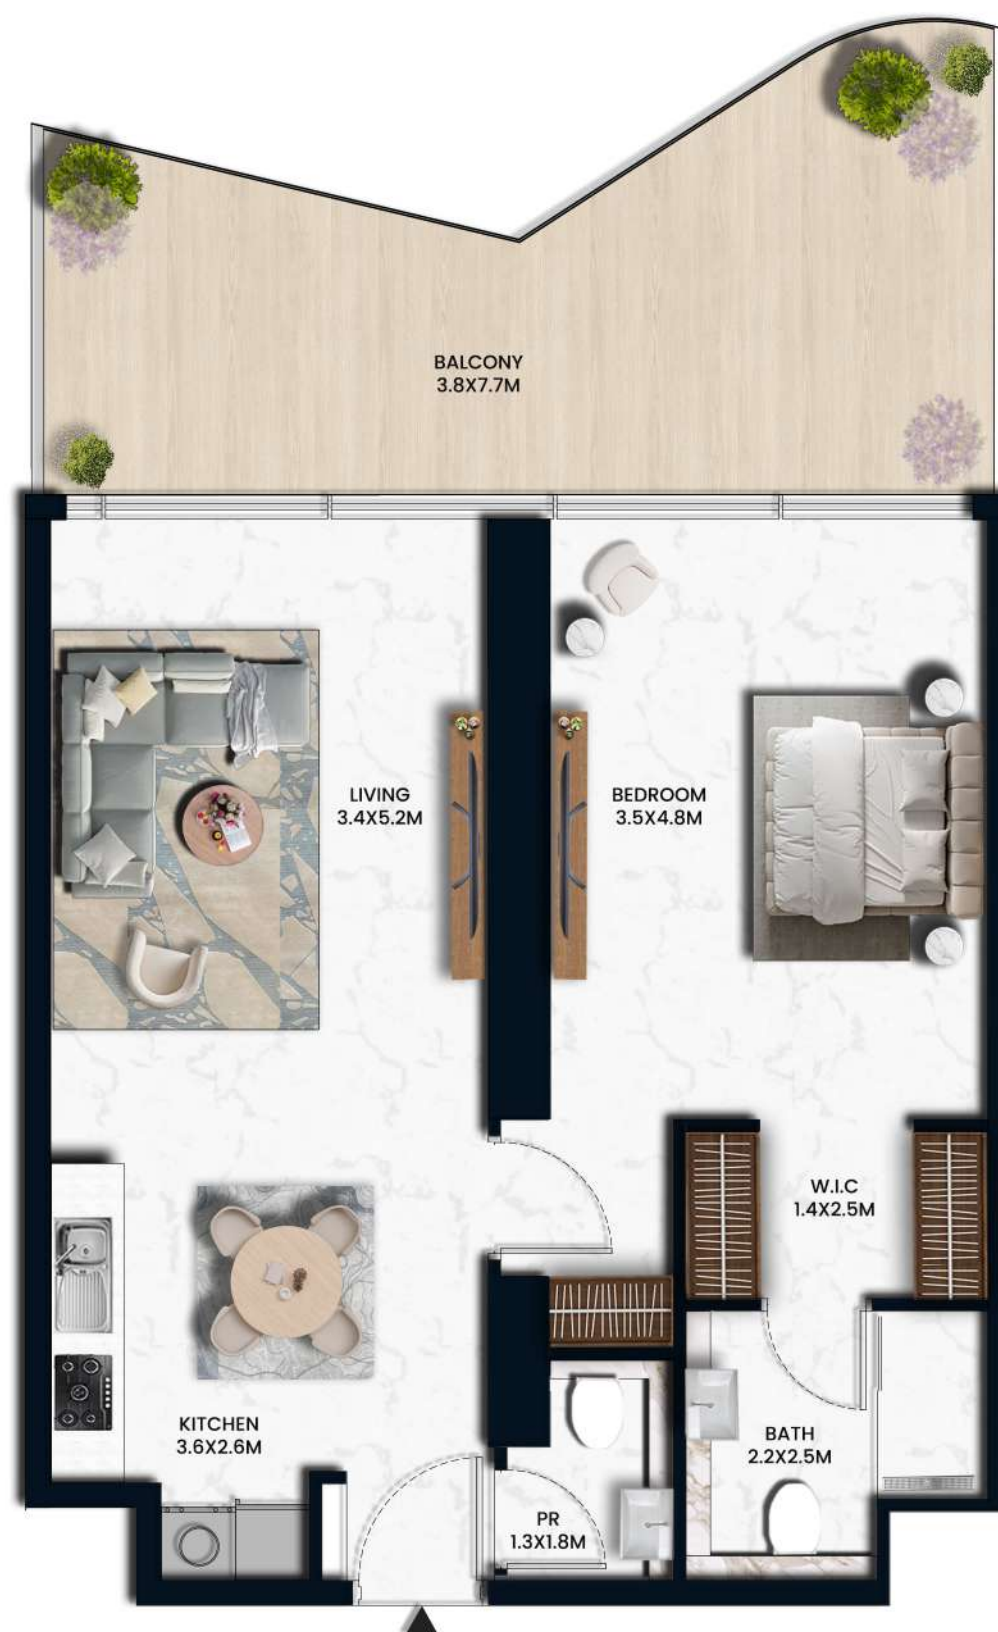 BALCONY
3.8X7.7M
LIVING
3.4X5.2M
BEDROOM
3.5X4.8M
W.I.C
1.4X2.5M
KITCHEN
3.6X2.6M
BATH
2.2X2.5M
PR
1.3X1.8M